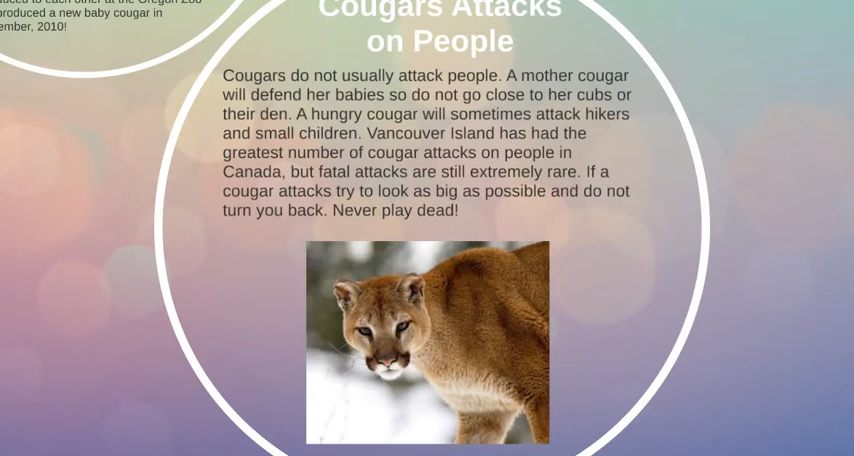 produced a new baby cougar in
ember, 2010!
Cougars Attacks
on People
Cougars do not usually attack people. A mother cougar
will defend her babies so do not go close to her cubs or
their den. A hungry cougar will sometimes attack hikers
and small children. Vancouver Island has had the
greatest number of cougar attacks on people in
Canada, but fatal attacks are still extremely rare. If a
cougar attacks try to look as big as possible and do not
turn you back. Never play dead!